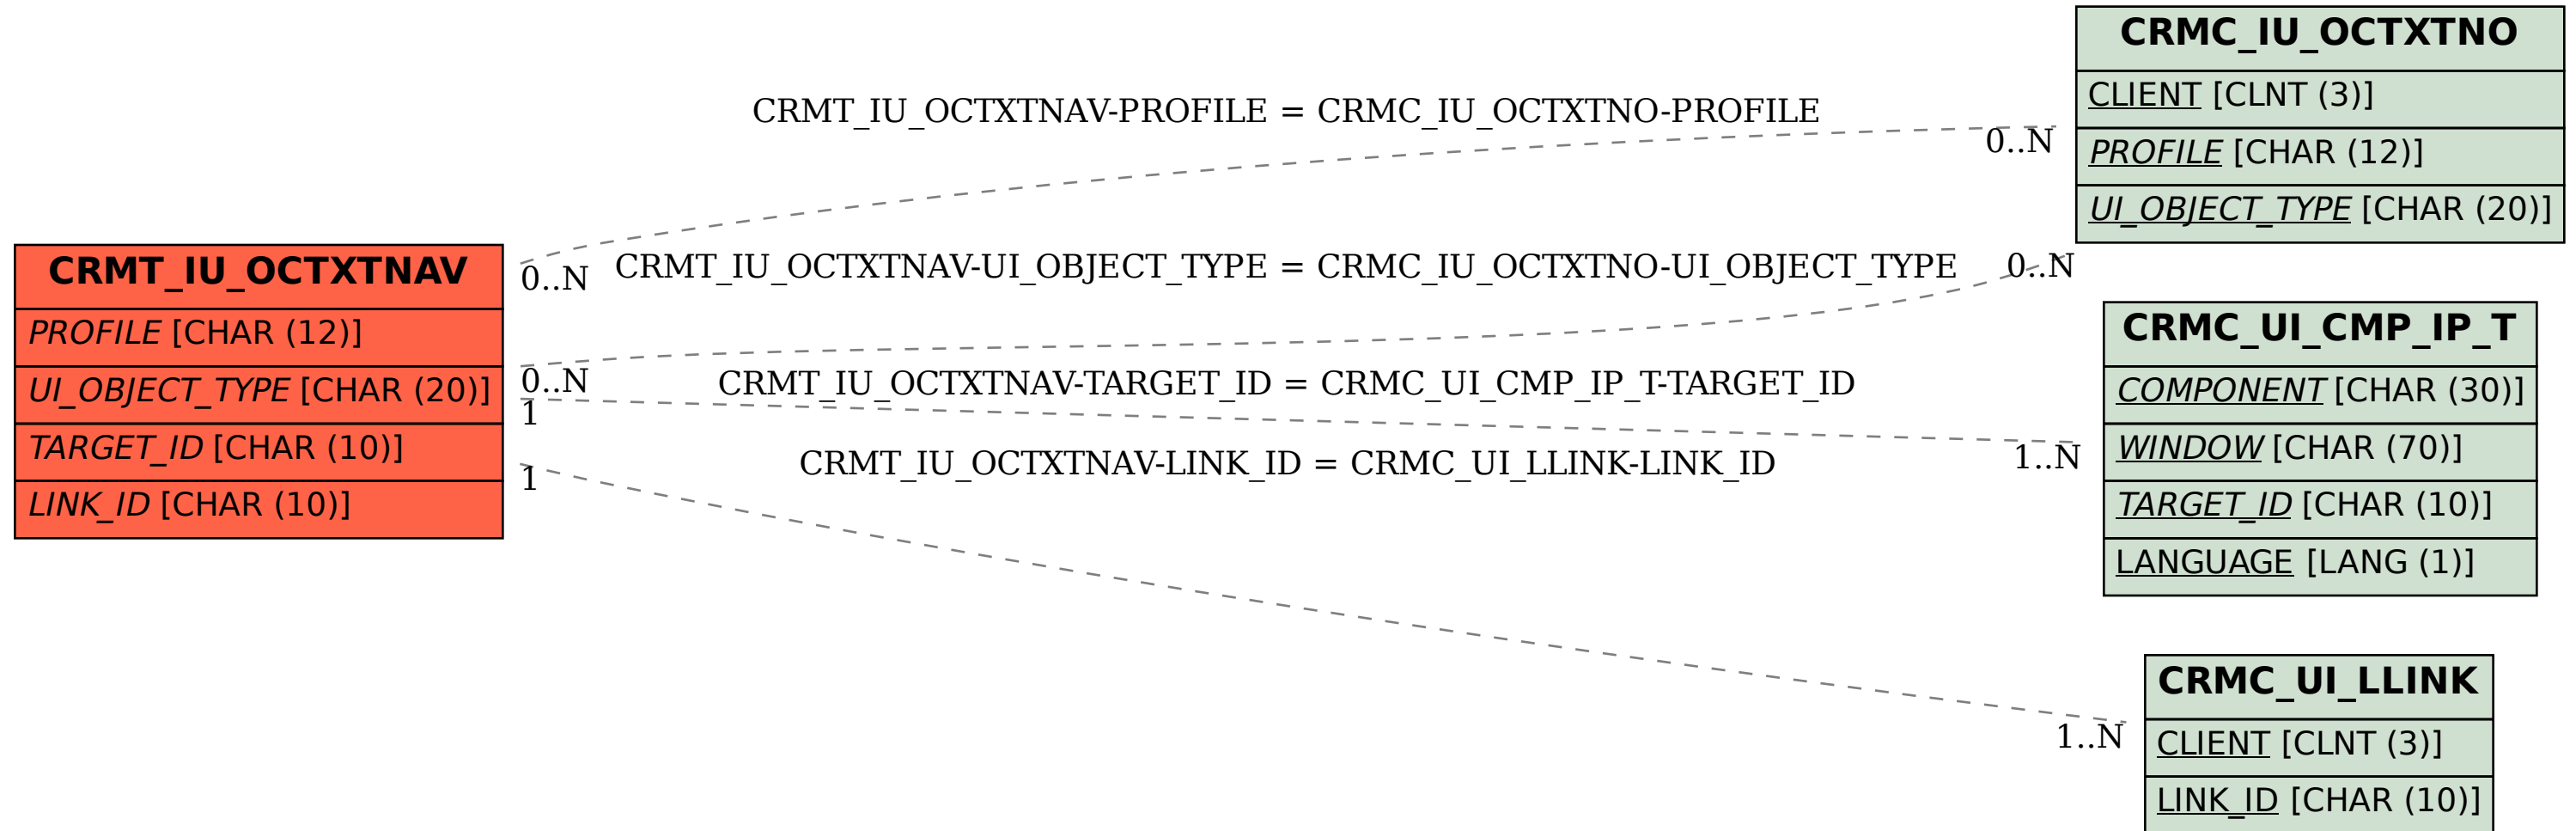 CRMC_IU_OCTXTNO
CLIENT [CLNT (3)]
PROFILE [CHAR (12)]
UI_OBJECT_TYPE [CHAR (20)]
CRMT_IU_OCTXTNAV-PROFILE = CRMC_IU_OCTXTNO-PROFILE
0..N
0..N
CRMT_IU_OCTXTNAV-UI_OBJECT_TYPE = CRMC_IU_OCTXTNO-UI_OBJECT_TYPE
0..N
0..N
CRMT_IU_OCTXTNAV
PROFILE [CHAR (12)]
UI_OBJECT_TYPE [CHAR (20)]
TARGET_ID [CHAR (10)]
LINK_ID [CHAR (10)]
CRMT_IU_OCTXTNAV-TARGET_ID = CRMC_UI_CMP_IP_T-TARGET_ID
1
1..N
CRMT_IU_OCTXTNAV-LINK_ID = CRMC_UI_LLINK-LINK_ID
1
1..N
CRMC_UI_CMP_IP_T
COMPONENT [CHAR (30)]
WINDOW [CHAR (70)]
TARGET_ID [CHAR (10)]
LANGUAGE [LANG (1)]
CRMC_UI_LLINK
CLIENT [CLNT (3)]
LINK_ID [CHAR (10)]